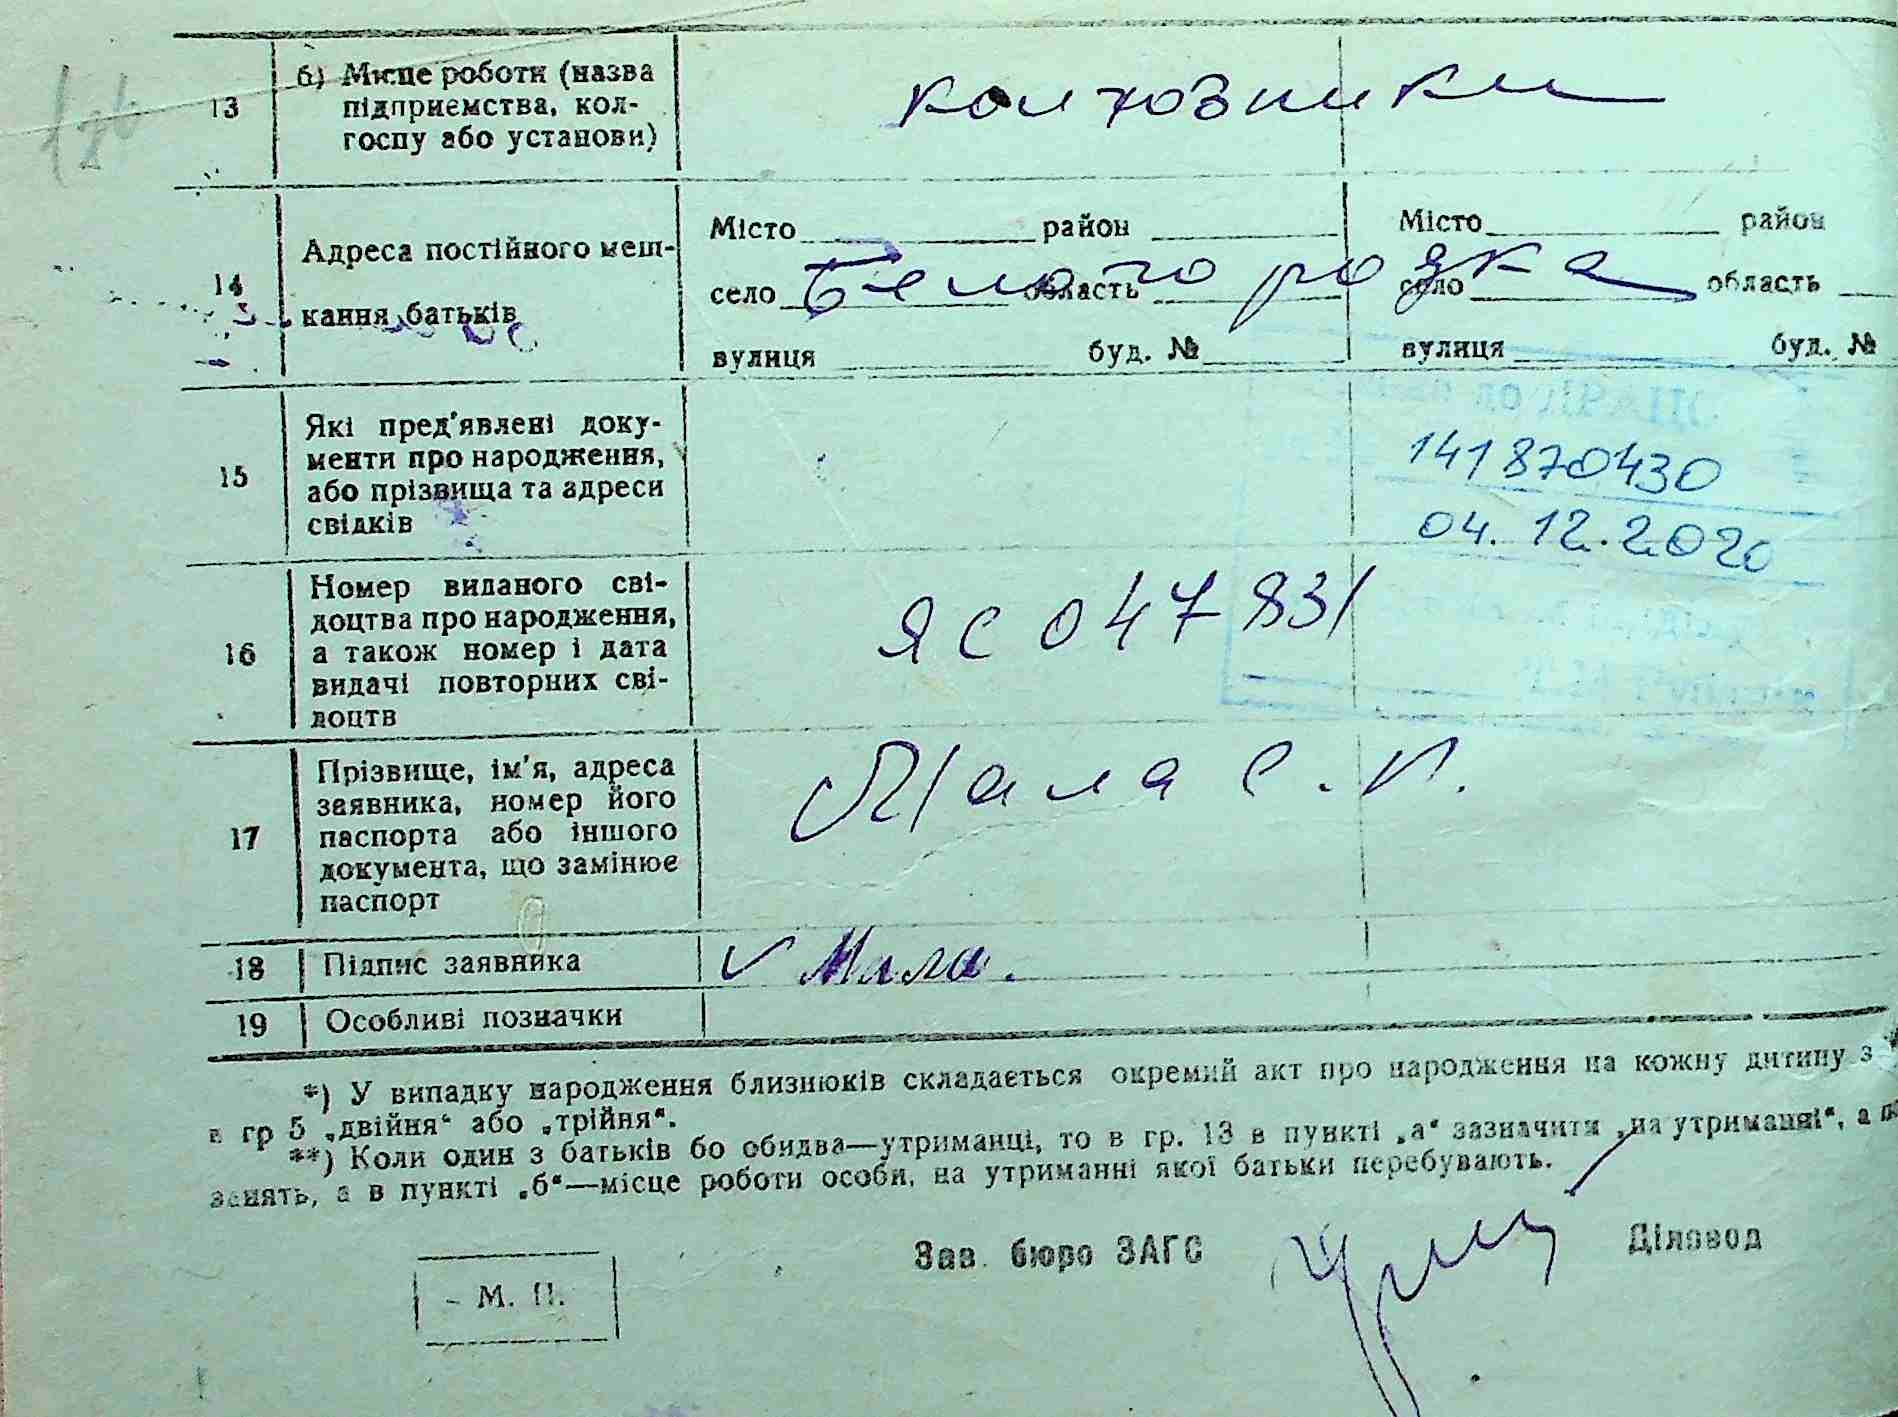 13 б) Місце роботи (назва підприємства, кол-
госпу або установи)
колховники
14 Адреса постійного меш-
кання батьків
Місто район Місто район
село область село область
Белогородка
вулиця буд. № вулиця буд. №
15 Які пред'явлені доку-
менти про народження,
або прізвища та адреси
свідків
141870430
04.12.2020
16 Номер виданого сві-
доцтва про народження,
а також номер і дата
видачі повторних сві-
доцтв
ЯС 047831
17 Прізвище, ім'я, адреса
заявника, номер його
паспорта або іншого
документа, що замінює
паспорт
Мала С. П.
18 Підпис заявника
Мала.
19 Особливі позначки
*) У випадку народження близнюків складається окремий акт про народження на кожну дитину з
в гр 5 „двійня“ або „трійня“.
**) Коли один з батьків бо обидва—утриманці, то в гр. 13 в пункті „а“ зазначити „на утриманні“, а
занять, а в пункті „б“—місце роботи особи, на утриманні якої батьки перебувають.
Зав. бюро ЗАГС Діловод
М. П.